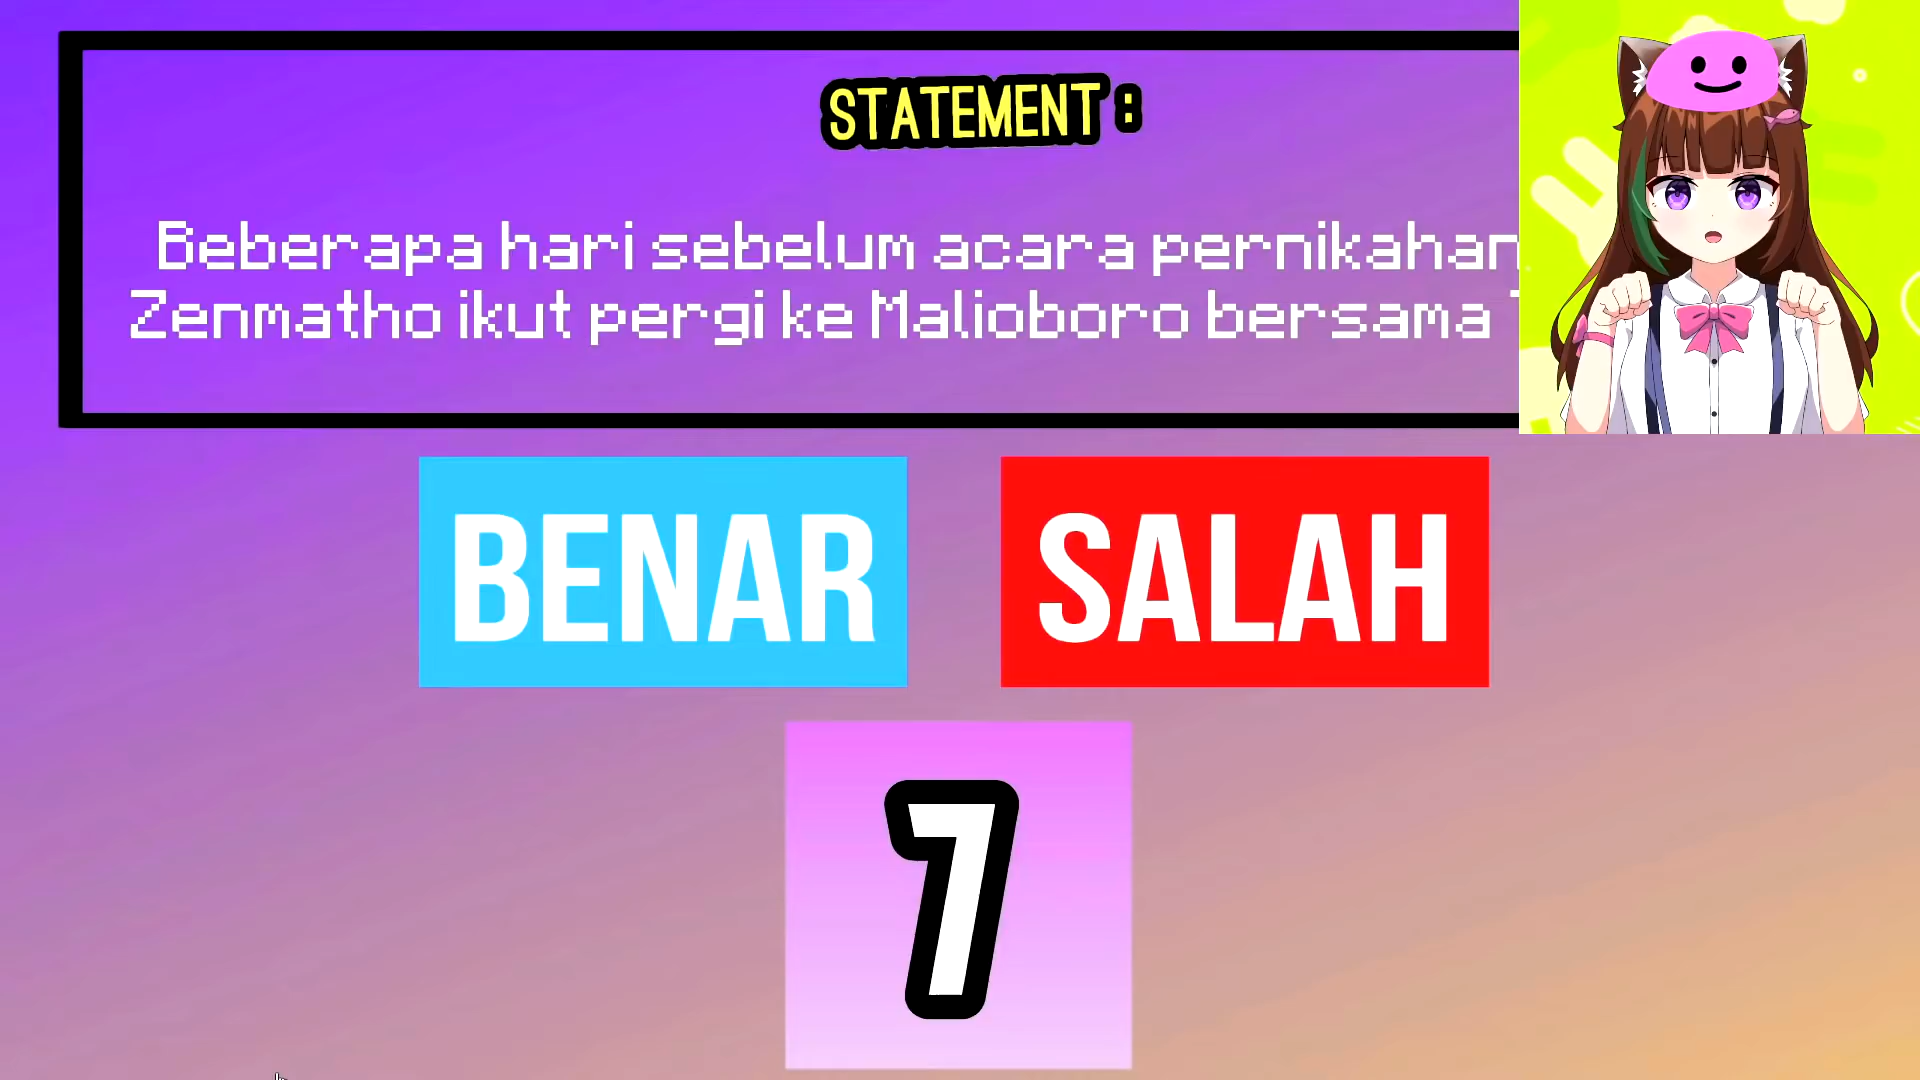 STATEMENT :
Beberapa hari sebelum acara pernikahan
Zenmatho ikut pergi ke Malioboro bersama
BENAR
SALAH
7